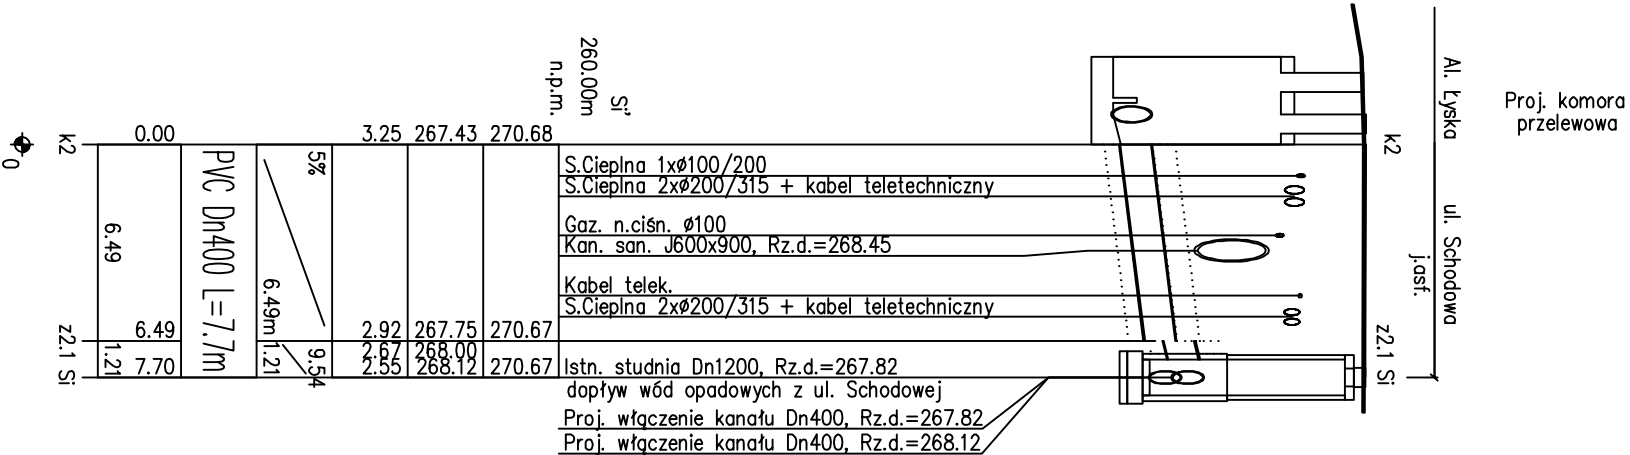 Proj. komora
przelewowa
Al. Łyska
ul. Schodowa
j.asf.
k2
z2.1
Si
Si'
260.00m
n.p.m.
S.Cieplna 1xø100/200
S.Cieplna 2xø200/315 + kabel teletechniczny
Gaz. n.ciśn. ø100
Kan. san. J600x900, Rz.d.=268.45
Kabel telek.
S.Cieplna 2xø200/315 + kabel teletechniczny
Istn. studnia Dn1200, Rz.d.=267.82
dopływ wód opadowych z ul. Schodowej
Proj. włączenie kanału Dn400, Rz.d.=267.82
Proj. włączenie kanału Dn400, Rz.d.=268.12
270.68
270.67
270.67
267.43
267.75
268.00
268.12
3.25
2.92
2.67
2.55
5%
6.49m
9.54
1.21
PVC Dn400 L=7.7m
0.00
6.49
7.70
6.49
1.21
k2
z2.1
Si
0